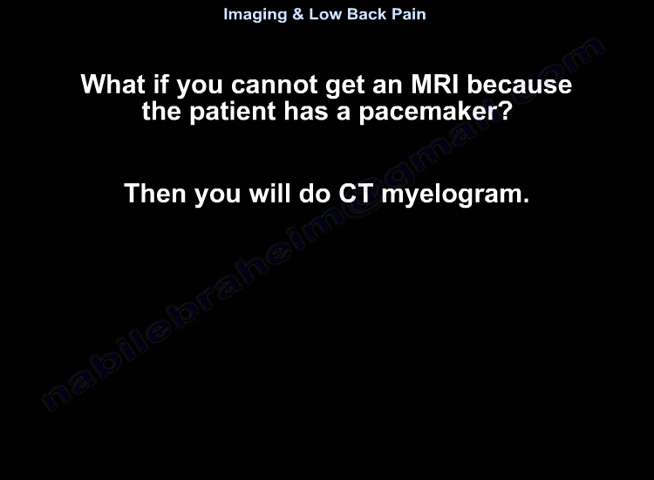 Imaging & Low Back Pain
What if you cannot get an MRI because
the patient has a pacemaker?
Then you will do CT myelogram.
nabilebraheim@gmail.com